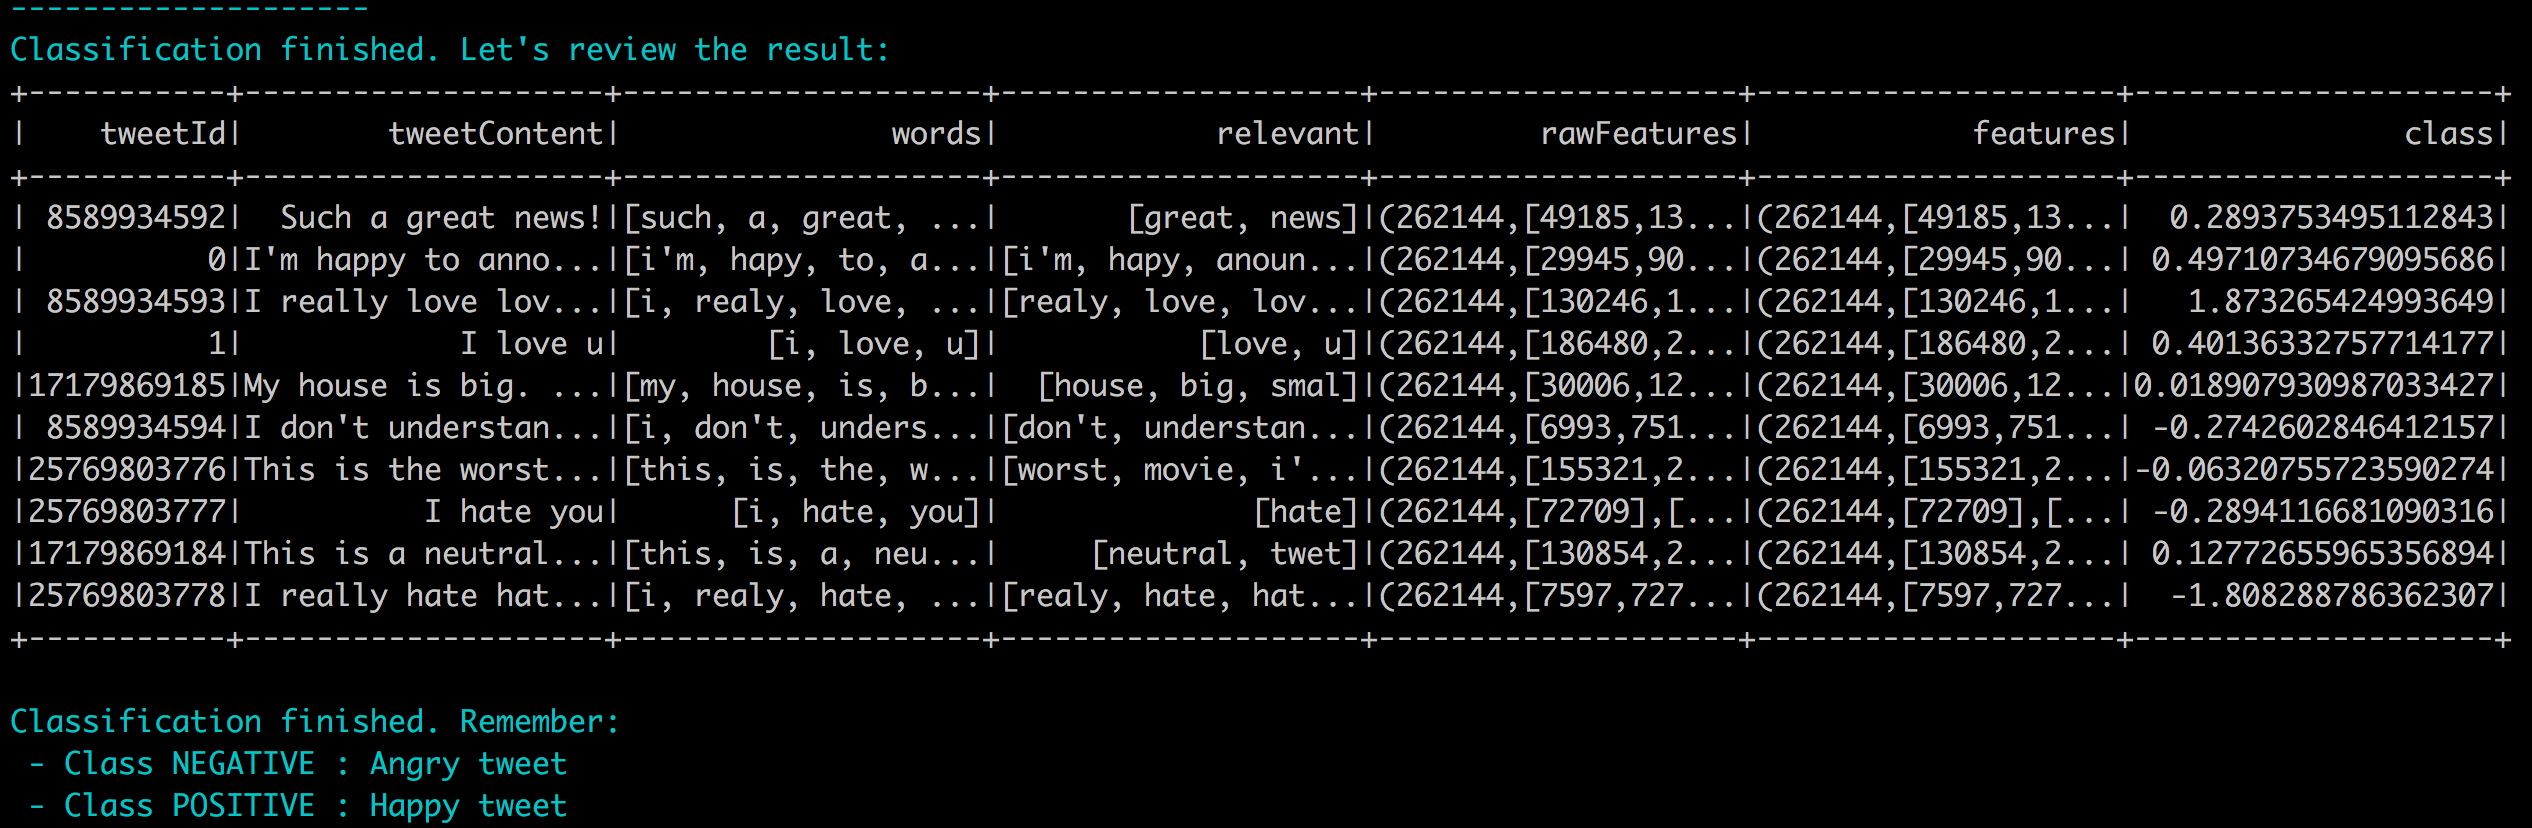 --------------------
Classification finished. Let's review the result:
+-----------+--------------------+--------------------+--------------------+--------------------+--------------------+--------------------+
|    tweetId|        tweetContent|               words|            relevant|         rawFeatures|            features|               class|
+-----------+--------------------+--------------------+--------------------+--------------------+--------------------+--------------------+
| 8589934592|  Such a great news!|[such, a, great, ...|       [great, news]|(262144,[49185,13...|(262144,[49185,13...|  0.2893753495112843|
|          0|I'm happy to anno...|[i'm, hapy, to, a...|[i'm, hapy, anoun...|(262144,[29945,90...|(262144,[29945,90...| 0.49710734679095686|
| 8589934593|I really love lov...|[i, realy, love, ...|[realy, love, lov...|(262144,[130246,1...|(262144,[130246,1...|   1.873265424993649|
|          1|            I love u|        [i, love, u]|           [love, u]|(262144,[186480,2...|(262144,[186480,2...| 0.40136332757714177|
|17179869185|My house is big. ...|[my, house, is, b...|  [house, big, smal]|(262144,[30006,12...|(262144,[30006,12...|0.018907930987033427|
| 8589934594|I don't understan...|[i, don't, unders...|[don't, understan...|(262144,[6993,751...|(262144,[6993,751...| -0.2742602846412157|
|25769803776|This is the worst...|[this, is, the, w...|[worst, movie, i'...|(262144,[155321,2...|(262144,[155321,2...|-0.06320755723590274|
|25769803777|          I hate you|      [i, hate, you]|              [hate]|(262144,[72709],[...|(262144,[72709],[...| -0.2894116681090316|
|17179869184|This is a neutral...|[this, is, a, neu...|     [neutral, twet]|(262144,[130854,2...|(262144,[130854,2...| 0.12772655965356894|
|25769803778|I really hate hat...|[i, realy, hate, ...|[realy, hate, hat...|(262144,[7597,727...|(262144,[7597,727...|  -1.808288786362307|
+-----------+--------------------+--------------------+--------------------+--------------------+--------------------+--------------------+
Classification finished. Remember:
 - Class NEGATIVE : Angry tweet
 - Class POSITIVE : Happy tweet